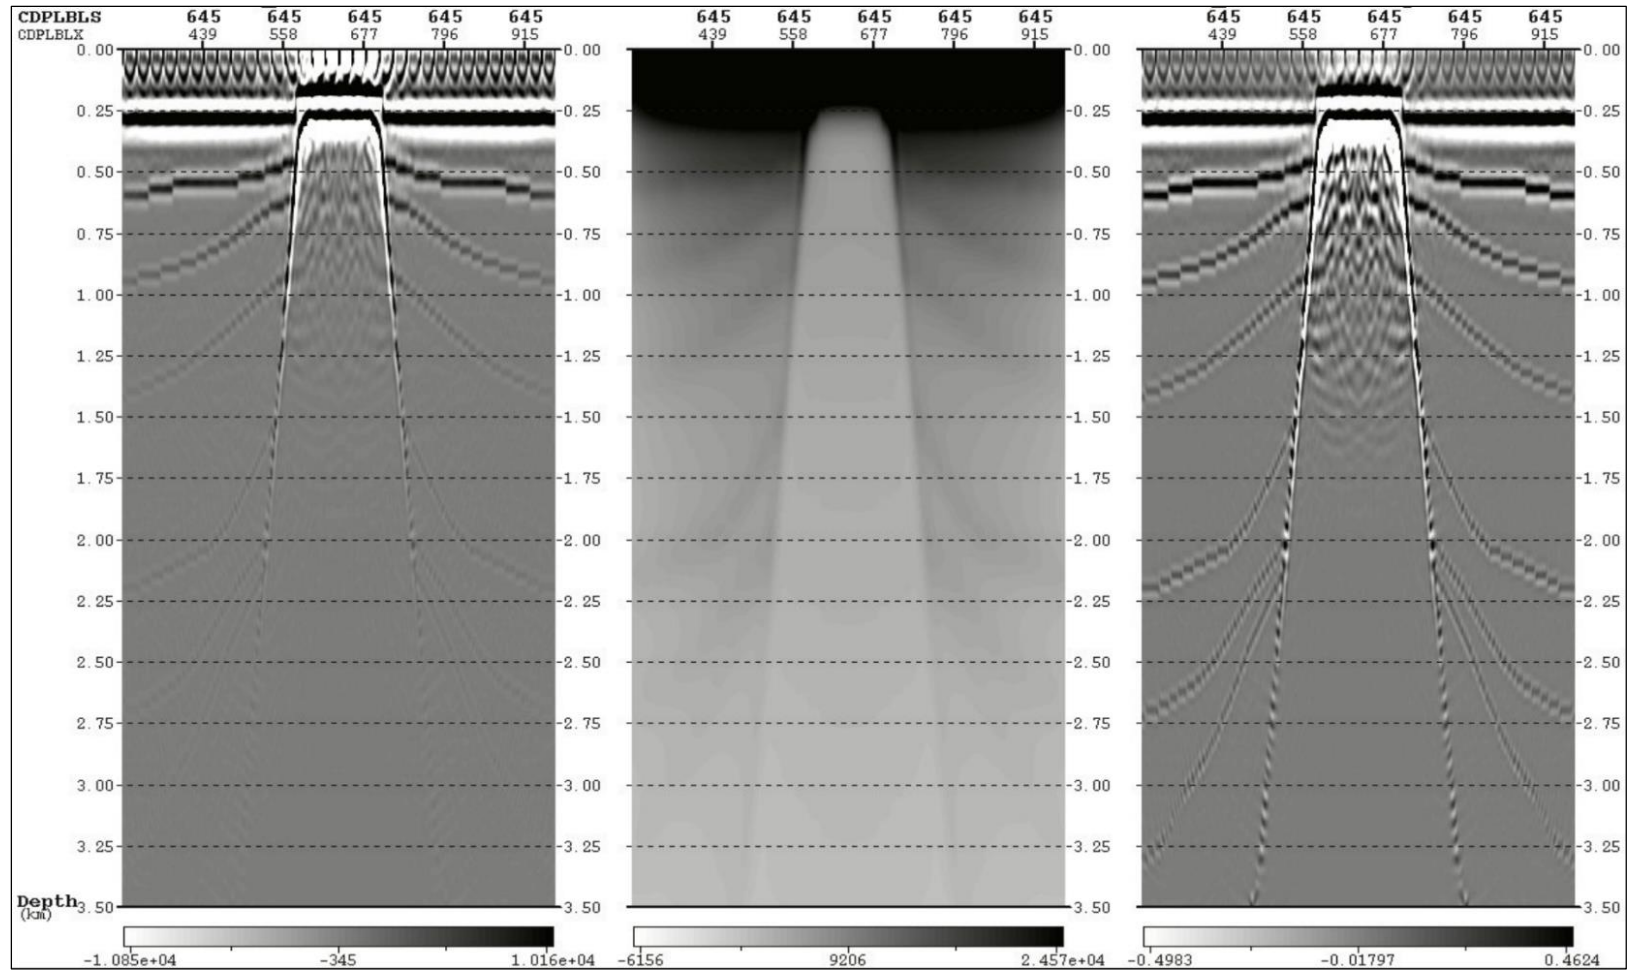 CDPLBLS 645 645 645 645 645 645 645 645 645 645 645 645 645 645 645
CDPLBLX 439 558 677 796 915 439 558 677 796 915 439 558 677 796 915
0.00 0.00 0.00 0.00
0.25 0.25 0.25 0.25
0.50 0.50 0.50 0.50
0.75 0.75 0.75 0.75
1.00 1.00 1.00 1.00
1.25 1.25 1.25 1.25
1.50 1.50 1.50 1.50
1.75 1.75 1.75 1.75
2.00 2.00 2.00 2.00
2.25 2.25 2.25 2.25
2.50 2.50 2.50 2.50
2.75 2.75 2.75 2.75
3.00 3.00 3.00 3.00
3.25 3.25 3.25 3.25
Depth 3.50 3.50 3.50 3.50
(km)
-1.085e+04 -345 1.016e+04 -6156 9206 2.457e+04 -0.4983 -0.01797 0.4624